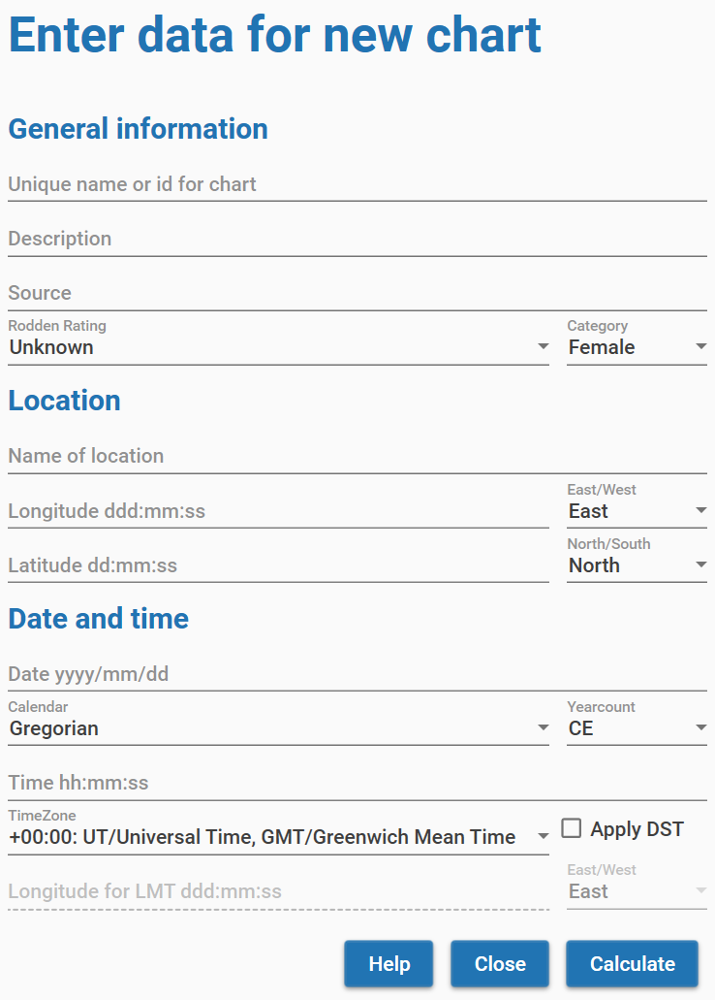 Enter data for new chart
General information
Unique name or id for chart
Description
Source
Rodden Rating Category
Unknown Female
Location
Name of location
East/West
Longitude ddd:mm:ss East
North/South
Latitude dd:mm:ss North
Date and time
Date yyyy/mm/dd
Calendar Yearcount
Gregorian CE
Time hh:mm:ss
TimeZone
+00:00: UT/Universal Time, GMT/Greenwich Mean Time Apply DST
East/West
Longitude for LMT ddd:mm:ss East
Help Close Calculate